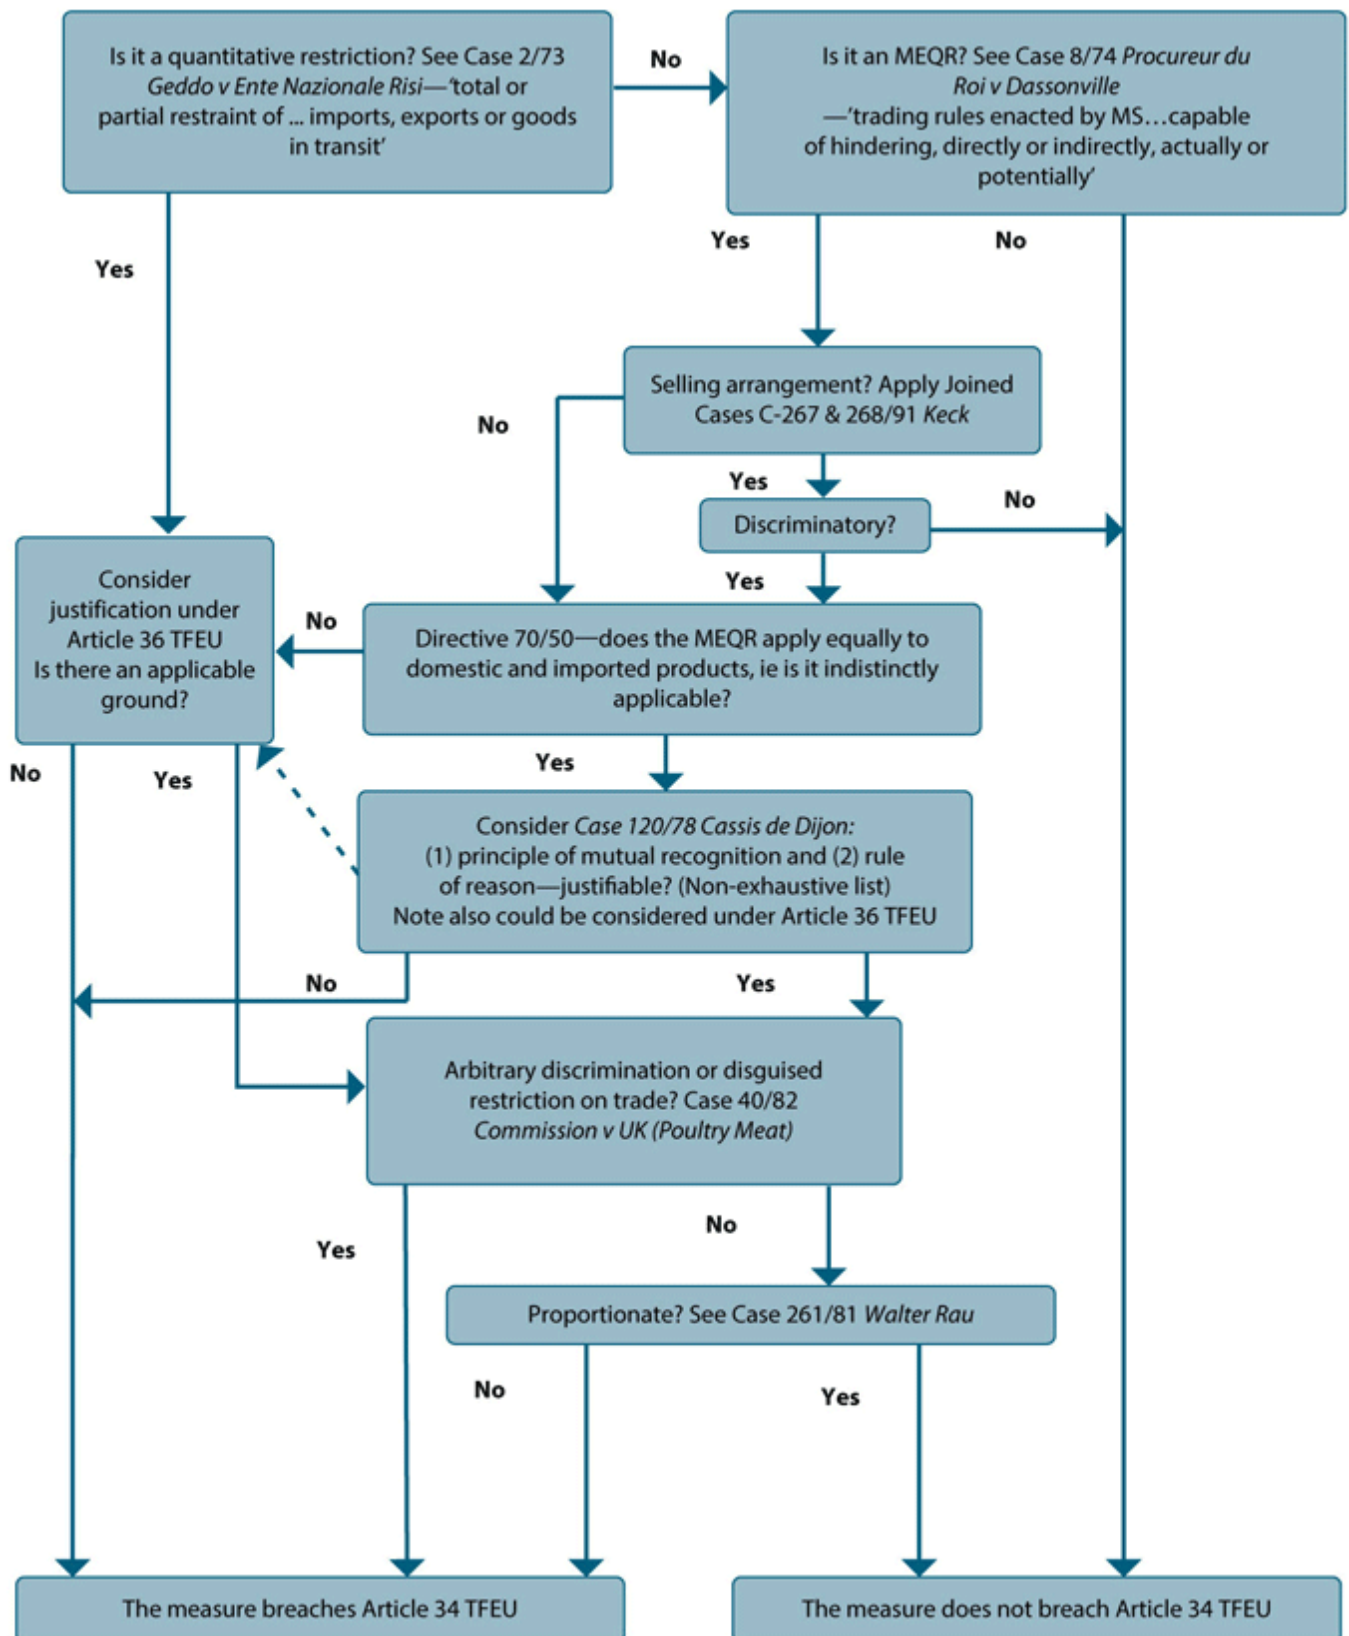 Is it a quantitative restriction? See Case 2/73
Geddo v Ente Nazionale Risi—‘total or
partial restraint of ... imports, exports or goods
in transit’
No
Is it an MEQR? See Case 8/74 Procureur du
Roi v Dassonville
—‘trading rules enacted by MS…capable
of hindering, directly or indirectly, actually or
potentially’
Yes
Yes
No
Selling arrangement? Apply Joined
Cases C-267 & 268/91 Keck
No
Yes
Discriminatory?
No
Yes
Consider
justification under
Article 36 TFEU
Is there an applicable
ground?
No
Directive 70/50—does the MEQR apply equally to
domestic and imported products, ie is it indistinctly
applicable?
No
Yes
Yes
Consider Case 120/78 Cassis de Dijon:
(1) principle of mutual recognition and (2) rule
of reason—justifiable? (Non-exhaustive list)
Note also could be considered under Article 36 TFEU
No
Yes
Arbitrary discrimination or disguised
restriction on trade? Case 40/82
Commission v UK (Poultry Meat)
Yes
No
Proportionate? See Case 261/81 Walter Rau
No
Yes
The measure breaches Article 34 TFEU
The measure does not breach Article 34 TFEU